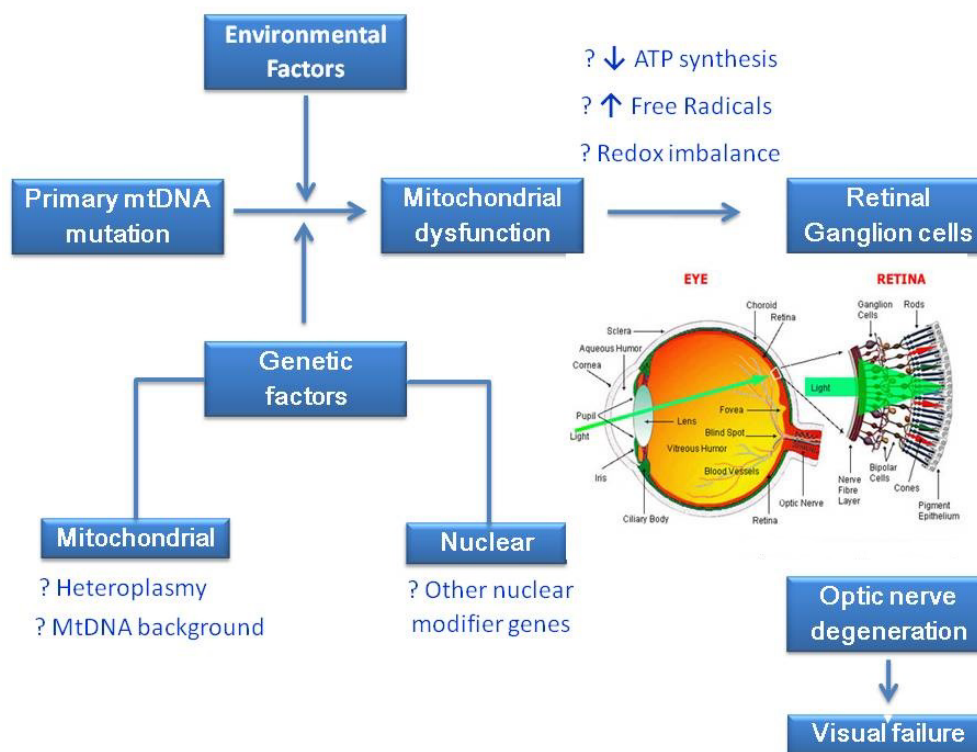 Environmental
Factors
? ↓ ATP synthesis
? ↑ Free Radicals
? Redox imbalance
Primary mtDNA
mutation
Mitochondrial
dysfunction
Retinal
Ganglion cells
EYE
RETINA
Choroid
Retina
Sclera
Aqueous Humor
Cornea
Pupil
Light
Iris
Lens
Fovea
Blind Spot
Vitreous Humor
Blood Vessels
Optic Nerve
Ciliary Body
Retina
Ganglion
Cells
Rods
Light
Nerve
Fibre
Layer
Bipolar
Cells
Cones
Pigment
Epithelium
Genetic
factors
Mitochondrial
Nuclear
? Heteroplasmy
? MtDNA background
? Other nuclear
modifier genes
Optic nerve
degeneration
Visual failure